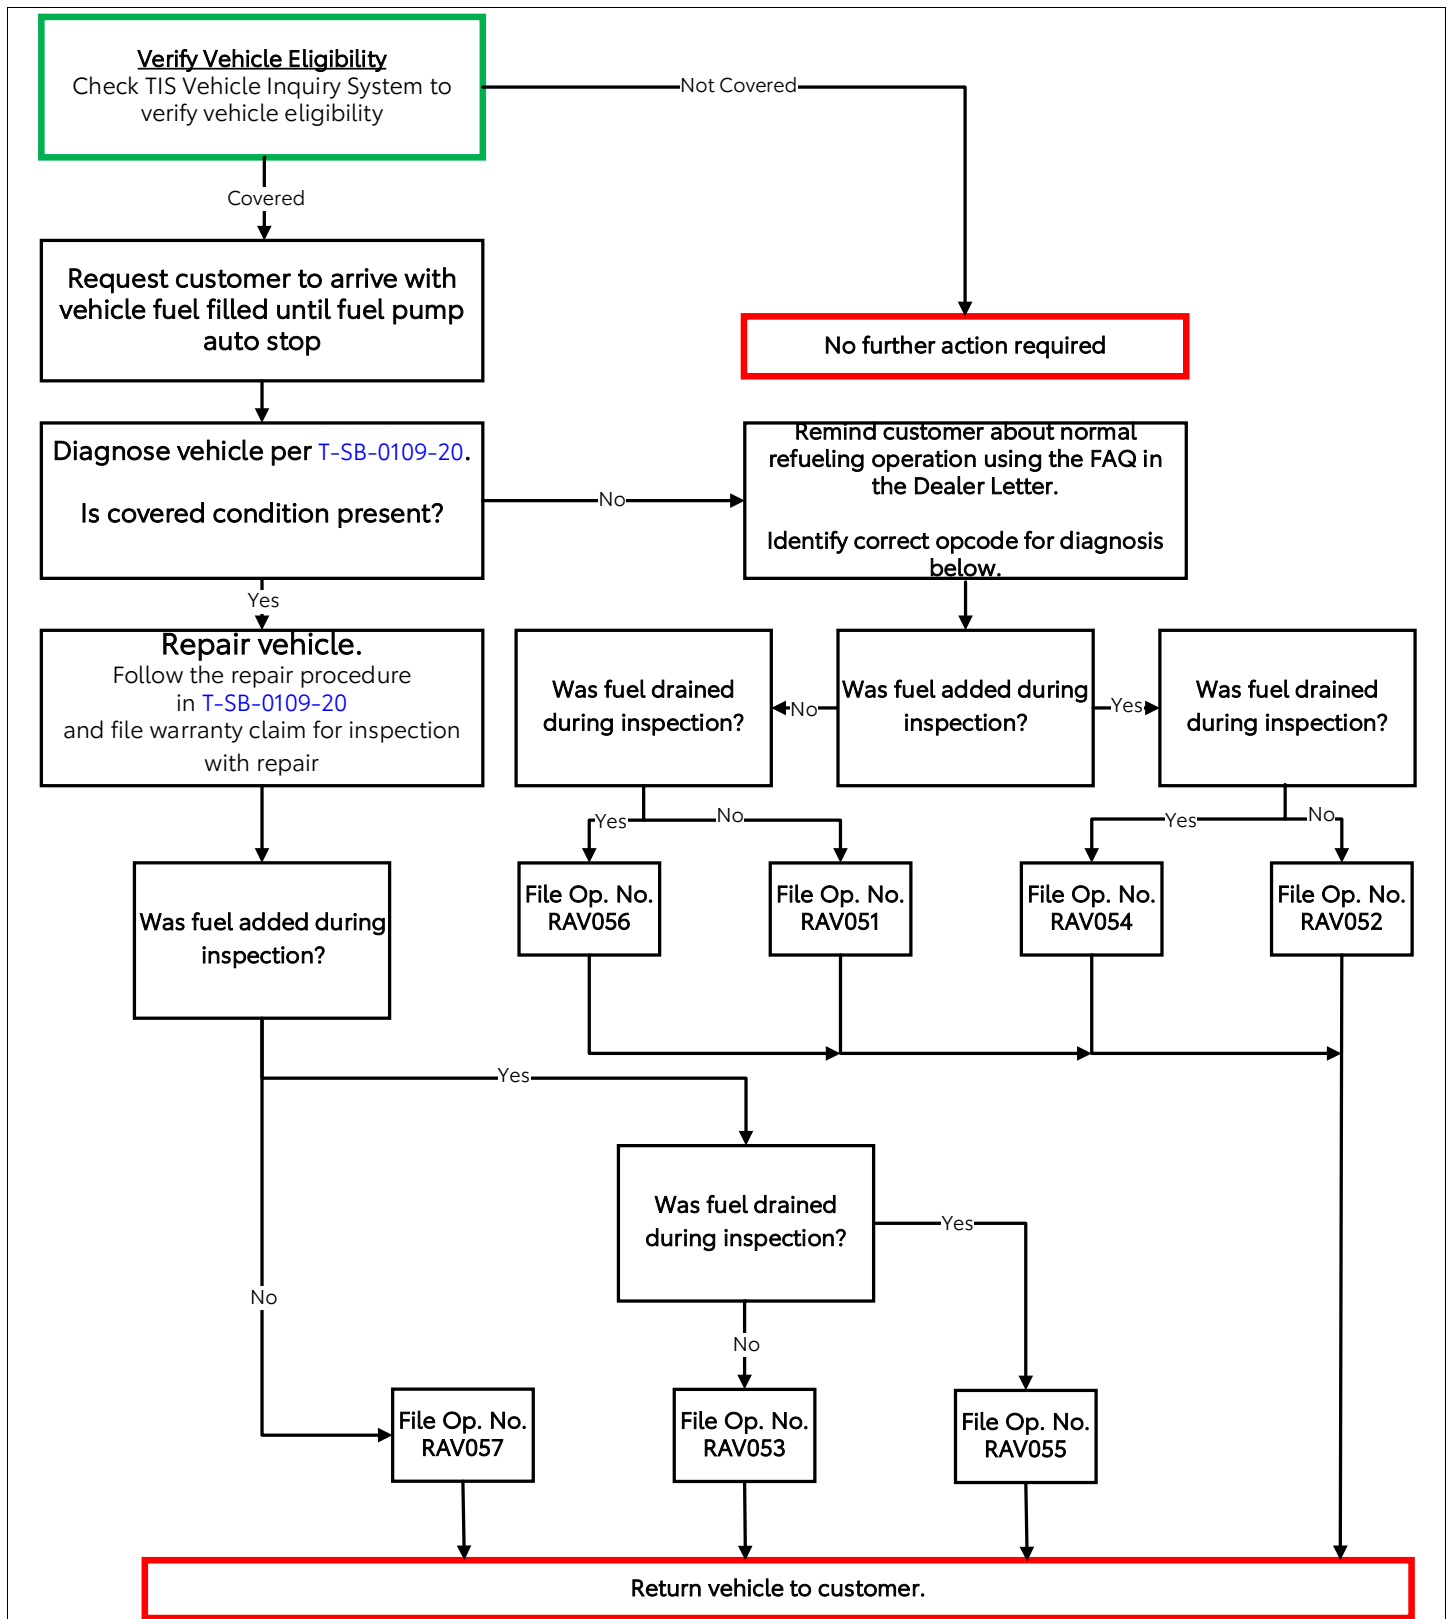 Verify Vehicle Eligibility
Check TIS Vehicle Inquiry System to
verify vehicle eligibility
Not Covered
Covered
Request customer to arrive with
vehicle fuel filled until fuel pump
auto stop
No further action required
Diagnose vehicle per T-SB-0109-20.
Is covered condition present?
No
Remind customer about normal
refueling operation using the FAQ in
the Dealer Letter.
Identify correct opcode for diagnosis
below.
Yes
Repair vehicle.
Follow the repair procedure
in T-SB-0109-20
and file warranty claim for inspection
with repair
Was fuel drained
during inspection?
No
Was fuel added during
inspection?
Yes
Was fuel drained
during inspection?
Yes
No
Yes
No
File Op. No.
RAV056
File Op. No.
RAV051
File Op. No.
RAV054
File Op. No.
RAV052
Was fuel added during
inspection?
Yes
Was fuel drained
during inspection?
Yes
No
No
File Op. No.
RAV057
File Op. No.
RAV053
File Op. No.
RAV055
Return vehicle to customer.